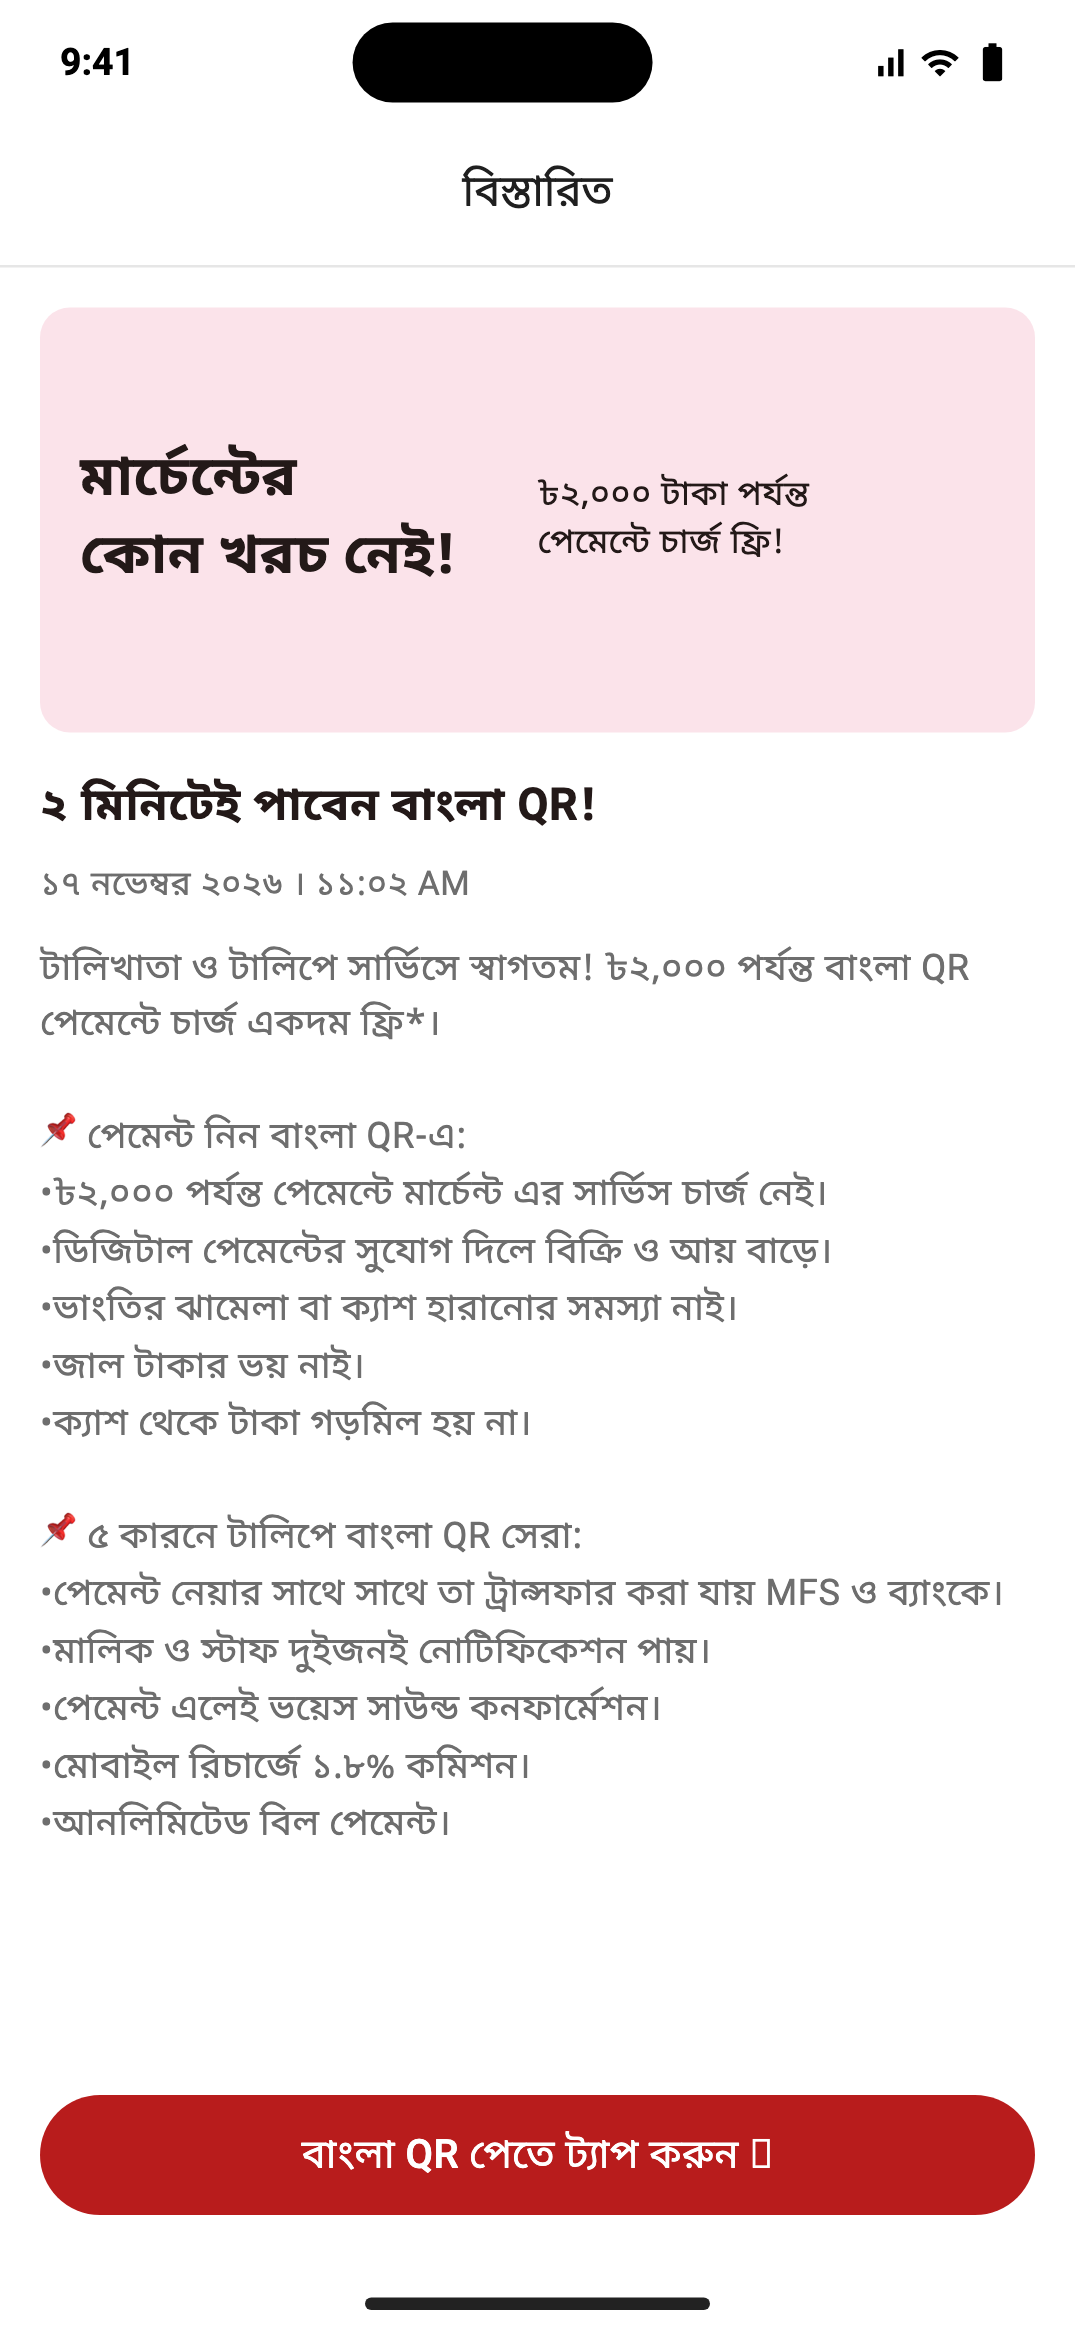 9:41
বিস্তারিত
মার্চেন্টের
কোন খরচ নেই!
৳২,০০০ টাকা পর্যন্ত
পেমেন্টে চার্জ ফ্রি!
২ মিনিটেই পাবেন বাংলা QR!
১৭ নভেম্বর ২০২৬ । ১১:০২ AM
টালিখাতা ও টালিপে সার্ভিসে স্বাগতম! ৳২,০০০ পর্যন্ত বাংলা QR
পেমেন্টে চার্জ একদম ফ্রি*।
📌 পেমেন্ট নিন বাংলা QR-এ:
•৳২,০০০ পর্যন্ত পেমেন্টে মার্চেন্ট এর সার্ভিস চার্জ নেই।
•ডিজিটাল পেমেন্টের সুযোগ দিলে বিক্রি ও আয় বাড়ে।
•ভাংতির ঝামেলা বা ক্যাশ হারানোর সমস্যা নাই।
•জাল টাকার ভয় নাই।
•ক্যাশ থেকে টাকা গড়মিল হয় না।
📌 ৫ কারনে টালিপে বাংলা QR সেরা:
•পেমেন্ট নেয়ার সাথে সাথে তা ট্রান্সফার করা যায় MFS ও ব্যাংকে।
•মালিক ও স্টাফ দুইজনই নোটিফিকেশন পায়।
•পেমেন্ট এলেই ভয়েস সাউন্ড কনফার্মেশন।
•মোবাইল রিচার্জে ১.৮% কমিশন।
•আনলিমিটেড বিল পেমেন্ট।
বাংলা QR পেতে ট্যাপ করুন